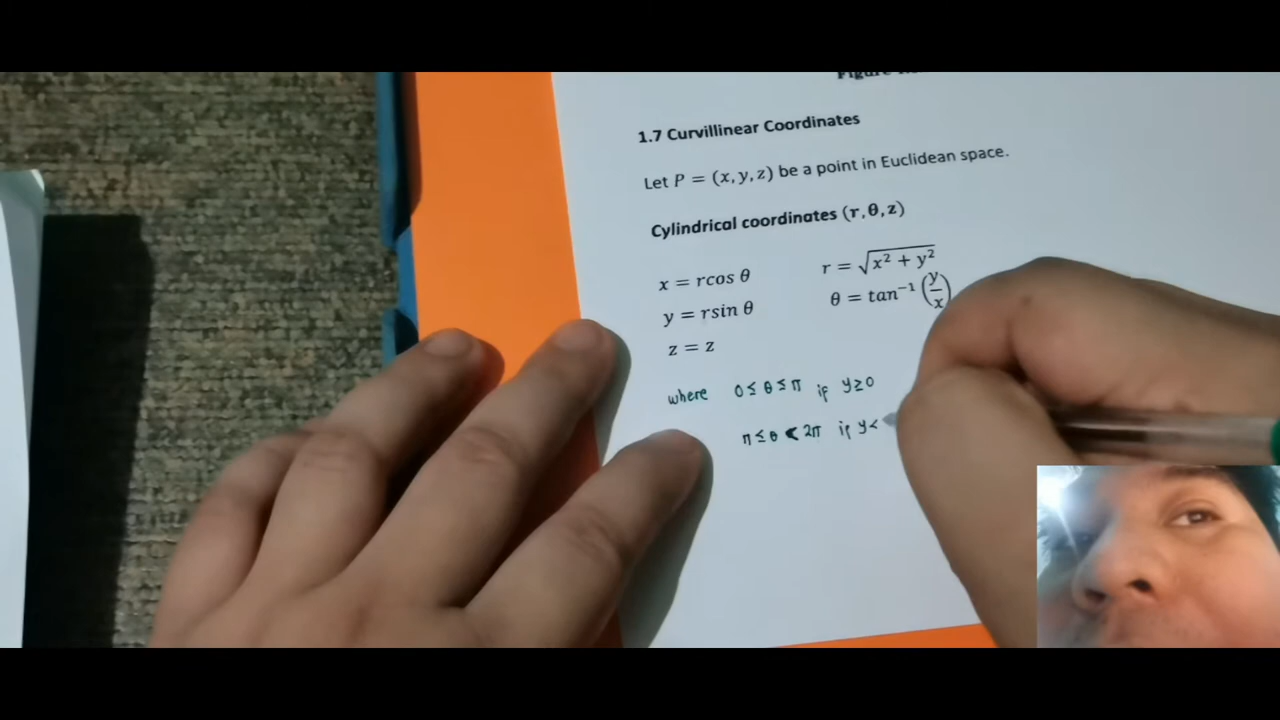 1.7 Curvillinear Coordinates
Let P = (x, y, z) be a point in Euclidean space.
Cylindrical coordinates (r, θ, z)
x = rcos θ r = √(x² + y²)
y = rsin θ θ = tan⁻¹ (y/x)
z = z
where 0 ≤ θ ≤ π if y ≥ 0
π ≤ θ < 2π if y <